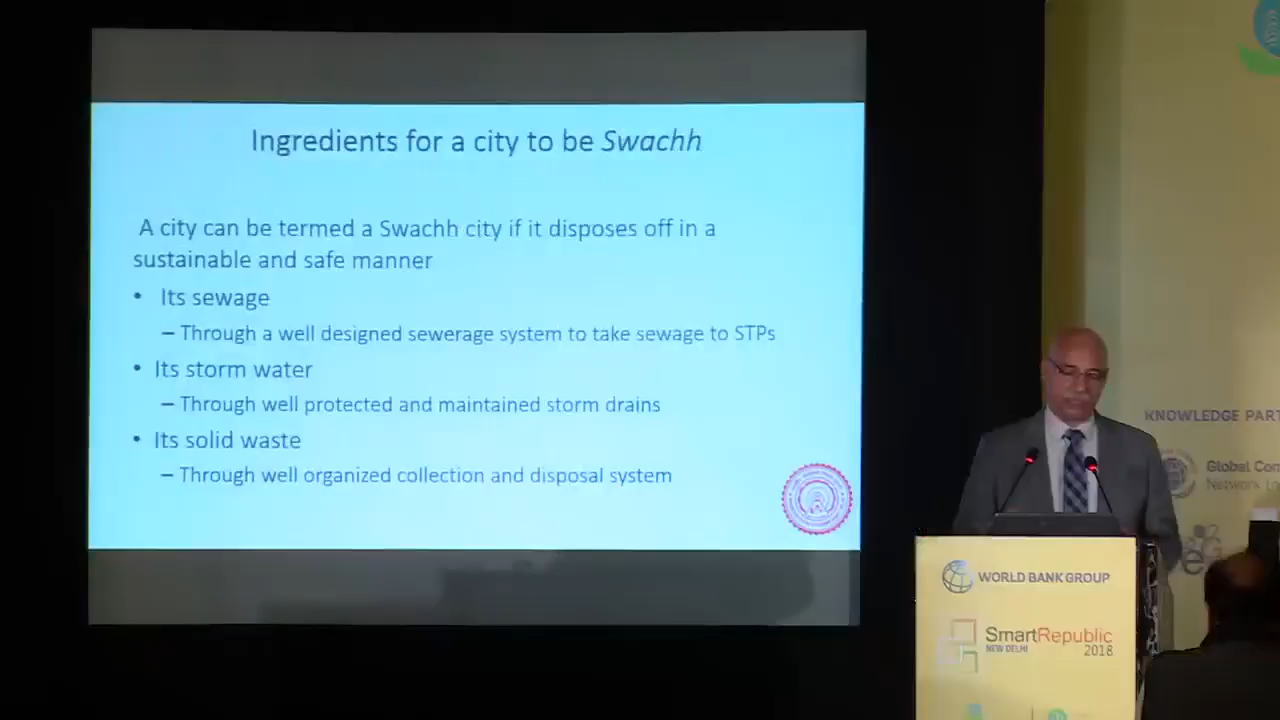 Ingredients for a city to be Swachh
A city can be termed a Swachh city if it disposes off in a
sustainable and safe manner
• Its sewage
– Through a well designed sewerage system to take sewage to STPs
• Its storm water
– Through well protected and maintained storm drains
• Its solid waste
– Through well organized collection and disposal system
KNOWLEDGE PART
Global Com
Network
WORLD BANK GROUP
SmartRepublic
NEW DELHI 2018